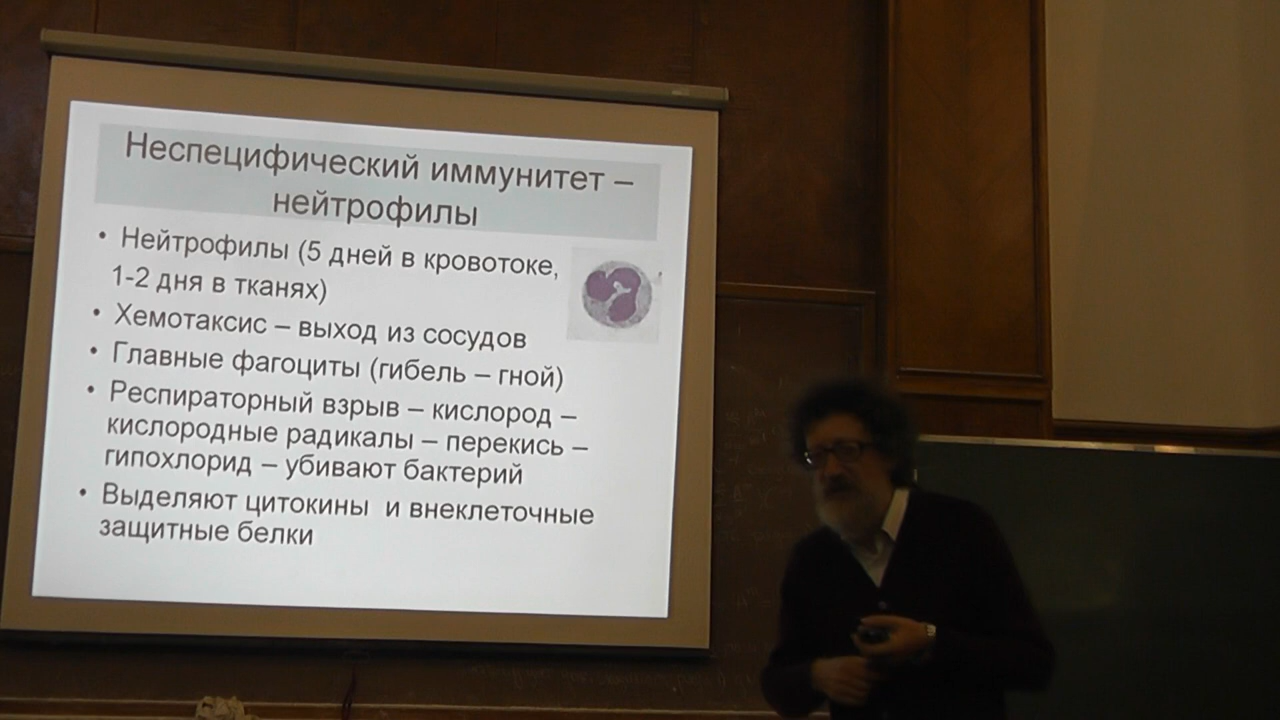 Неспецифический иммунитет –
нейтрофилы
• Нейтрофилы (5 дней в кровотоке,
1-2 дня в тканях)
• Хемотаксис – выход из сосудов
• Главные фагоциты (гибель – гной)
• Респираторный взрыв – кислород –
кислородные радикалы – перекись –
гипохлорид – убивают бактерий
• Выделяют цитокины и внеклеточные
защитные белки